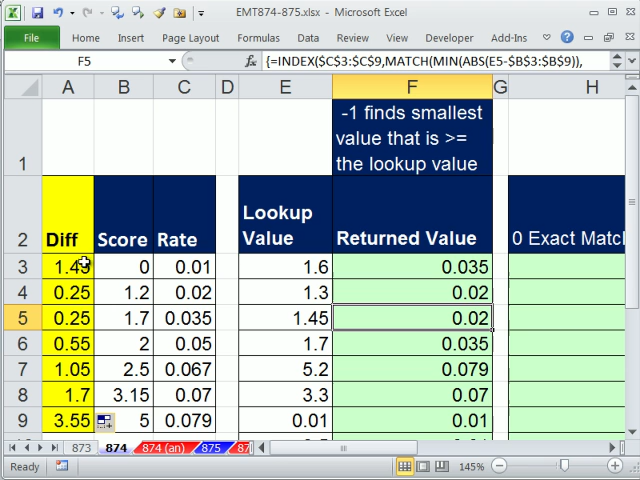 EMT874-875.xlsx - Microsoft Excel
File Home Insert Page Layout Formulas Data Review View Developer Add-Ins
F5 fx {=INDEX($C$3:$C$9,MATCH(MIN(ABS(E5-$B$3:$B$9)),
A B C D E F G H
1 -1 finds smallest
value that is >=
the lookup value
2 Diff Score Rate Lookup Value Returned Value 0 Exact Match
3 1.45 0 0.01 1.6 0.035
4 0.25 1.2 0.02 1.3 0.02
5 0.25 1.7 0.035 1.45 0.02
6 0.55 2 0.05 1.7 0.035
7 1.05 2.5 0.067 5.2 0.079
8 1.7 3.15 0.07 3.3 0.07
9 3.55 5 0.079 0.01 0.01
873 874 874 (an) 875 87
Ready 145%